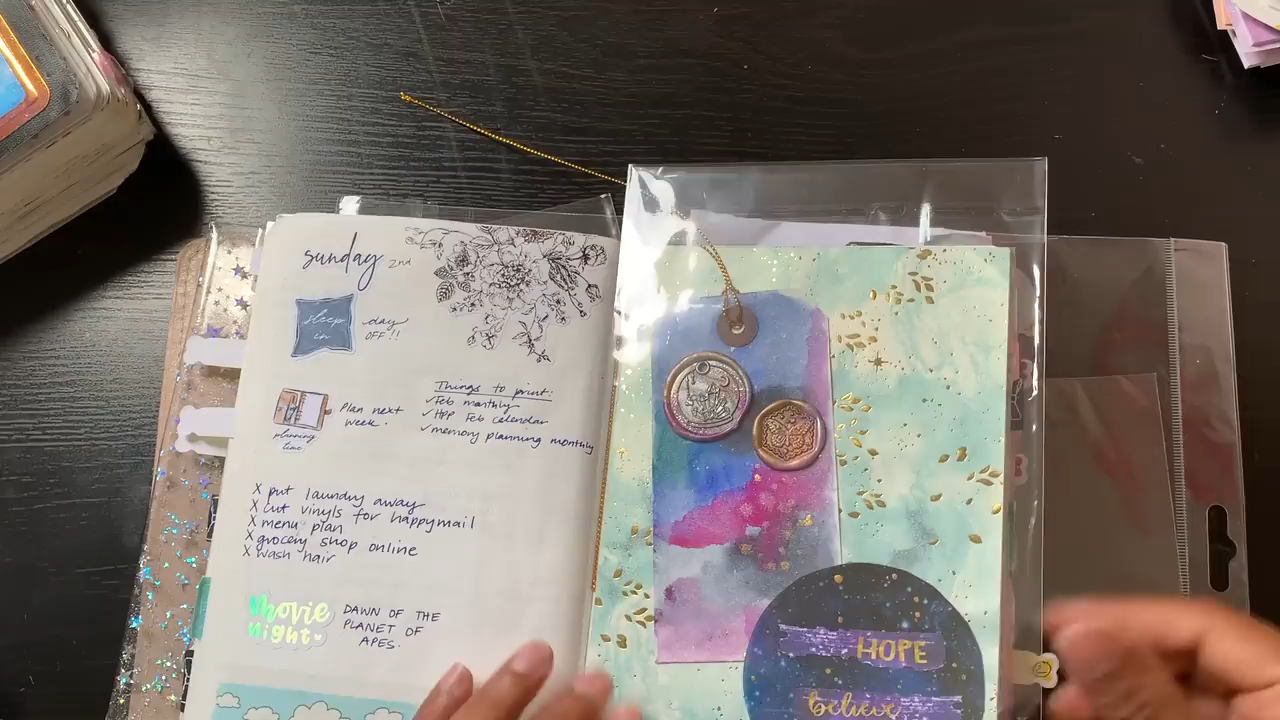 sunday 2nd
sleep
in
day
OFF!!
planning
time
Plan next
week.
Things to print:
✓ Feb monthly
✓ HPP Feb calendar
✓ memory planning monthly
X put laundry away
X cut vinyls for happymail
X menu plan
X grocery shop online
X wash hair
movie
night
DAWN OF THE
PLANET OF
APES.
HOPE
believe